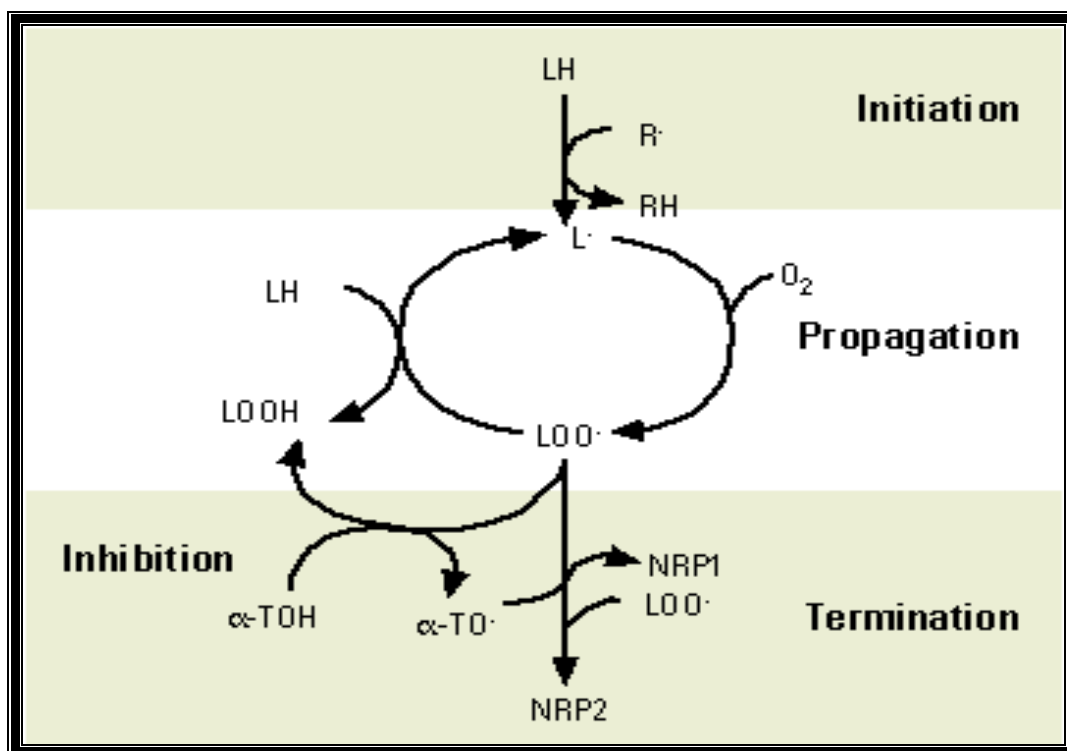 LH
Initiation
R·
RH
L·
LH
O₂
Propagation
LOOH
LOO·
Inhibition
NRP1
α-TOH
α-TO·
LOO·
Termination
NRP2